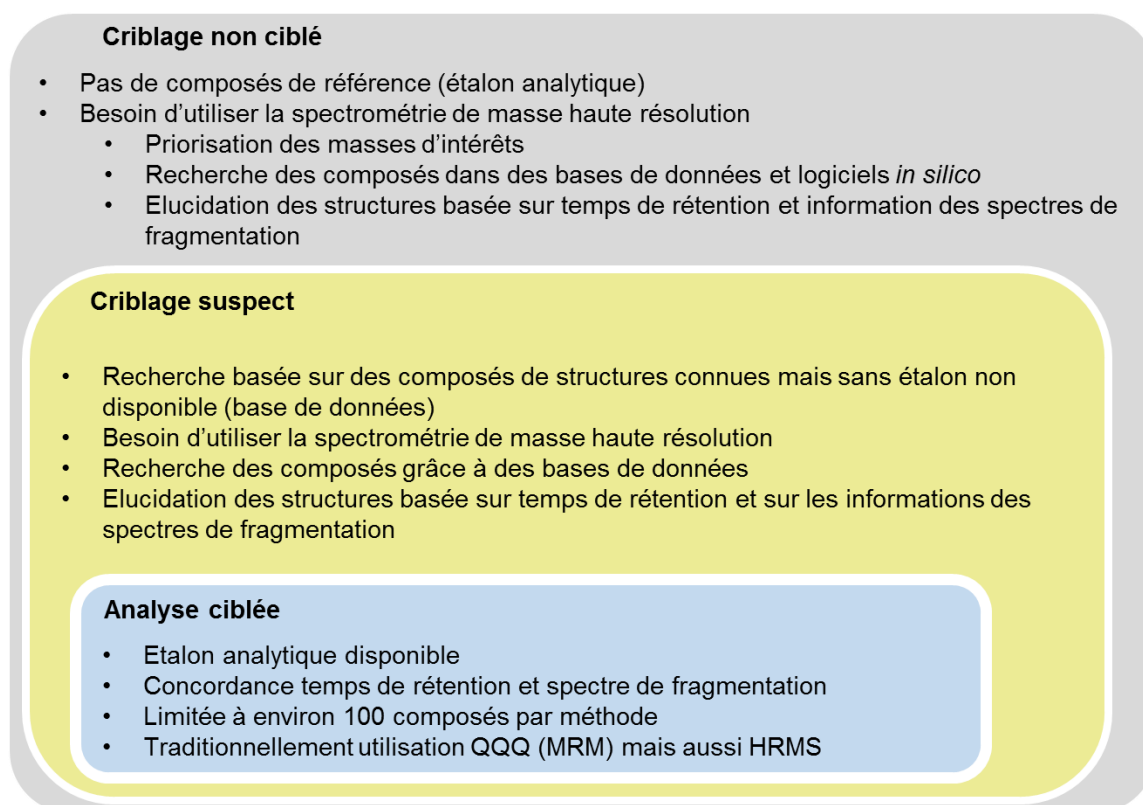 Criblage non ciblé
• Pas de composés de référence (étalon analytique)
• Besoin d’utiliser la spectrométrie de masse haute résolution
• Priorisation des masses d’intérêts
• Recherche des composés dans des bases de données et logiciels in silico
• Elucidation des structures basée sur temps de rétention et information des spectres de
fragmentation
Criblage suspect
• Recherche basée sur des composés de structures connues mais sans étalon non
disponible (base de données)
• Besoin d’utiliser la spectrométrie de masse haute résolution
• Recherche des composés grâce à des bases de données
• Elucidation des structures basée sur temps de rétention et sur les informations des
spectres de fragmentation
Analyse ciblée
• Etalon analytique disponible
• Concordance temps de rétention et spectre de fragmentation
• Limitée à environ 100 composés par méthode
• Traditionnellement utilisation QQQ (MRM) mais aussi HRMS